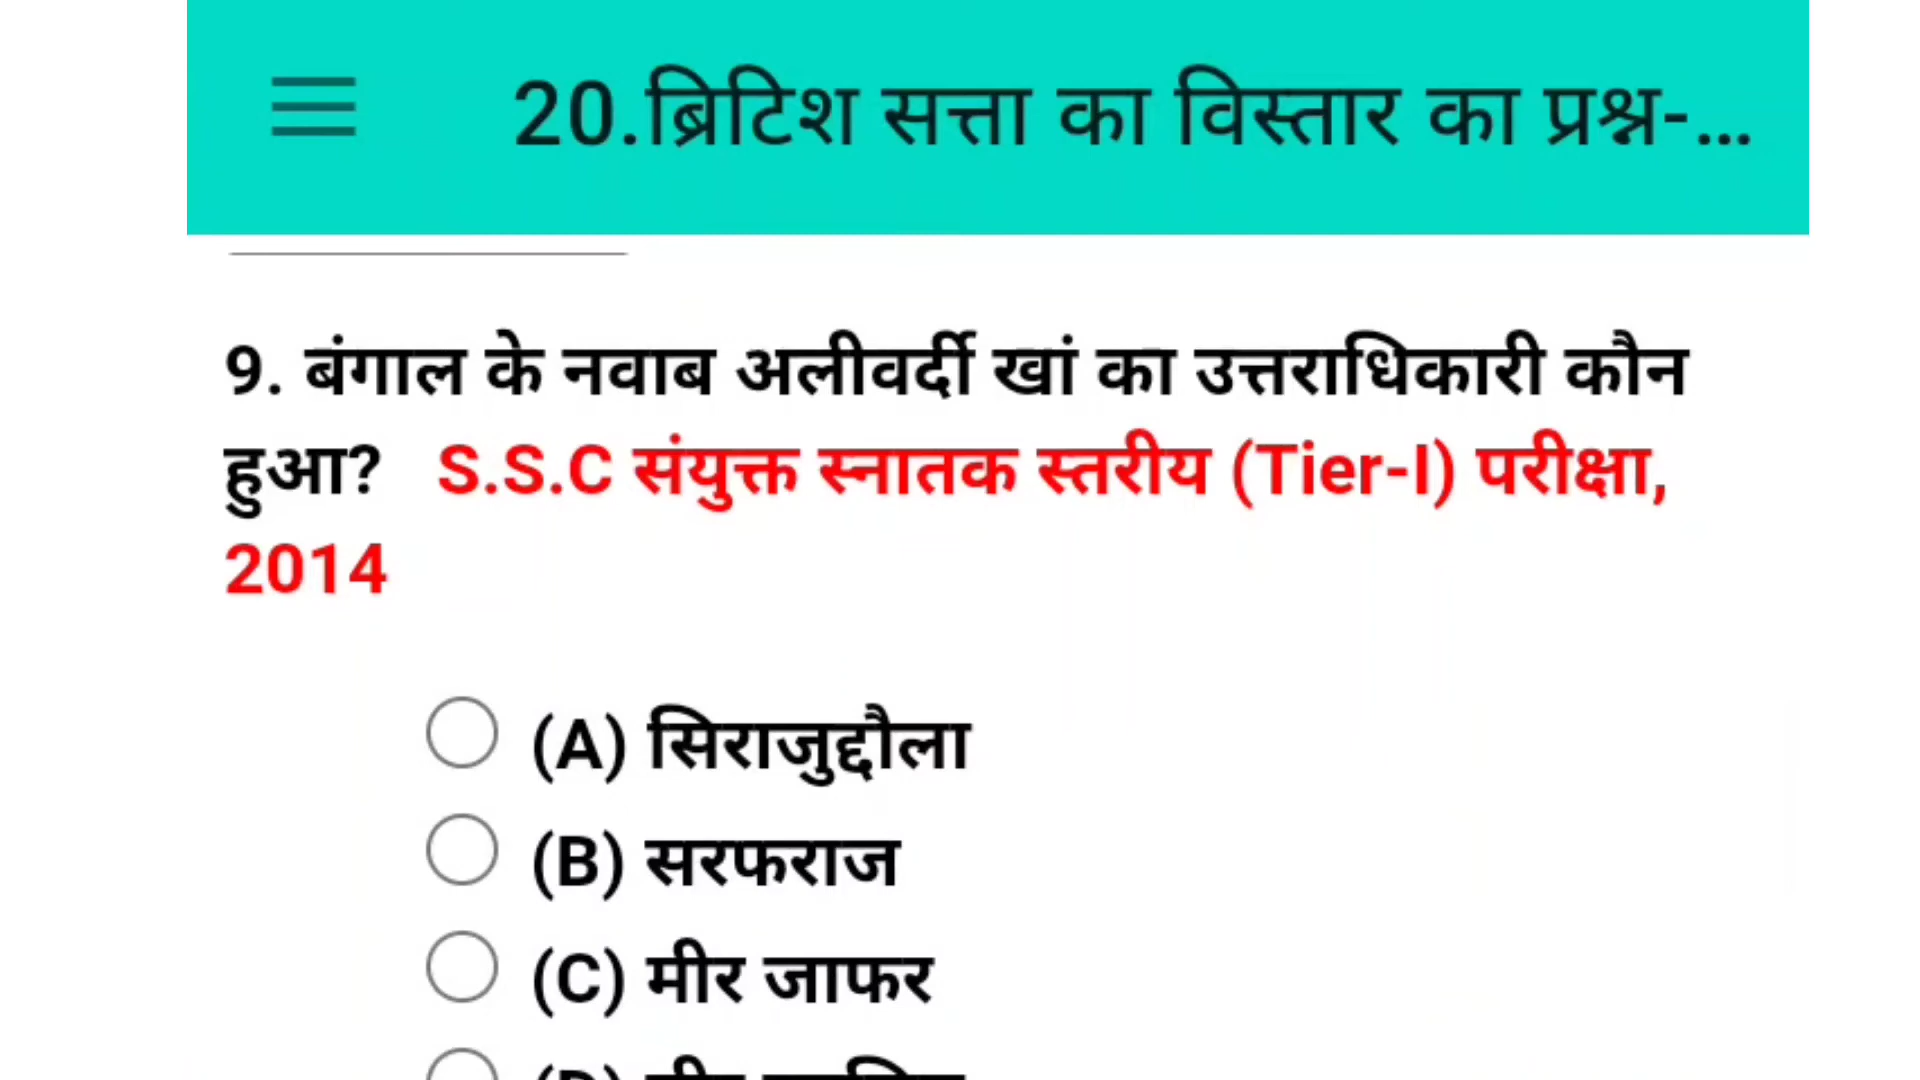 20.ब्रिटिश सत्ता का विस्तार का प्रश्न-...
9. बंगाल के नवाब अलीवर्दी खां का उत्तराधिकारी कौन
हुआ? S.S.C संयुक्त स्नातक स्तरीय (Tier-I) परीक्षा,
2014
(A) सिराजुद्दौला
(B) सरफराज
(C) मीर जाफर